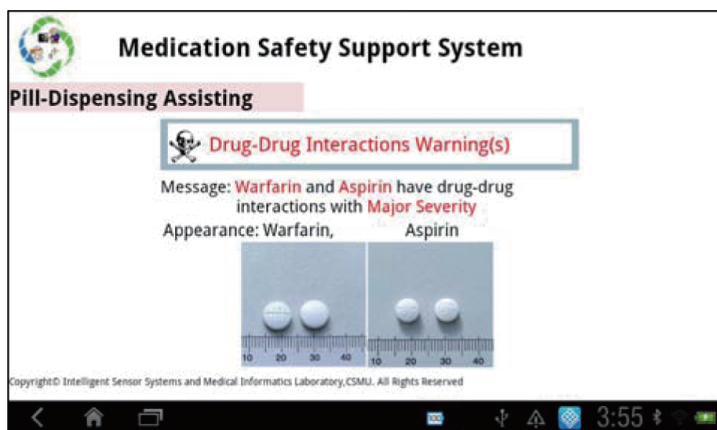 Medication Safety Support System
Pill-Dispensing Assisting
Drug-Drug Interactions Warning(s)
Message: Warfarin and Aspirin have drug-drug
interactions with Major Severity
Appearance: Warfarin, Aspirin
10 20 30 40 10 20 30 40
Copyright© Intelligent Sensor Systems and Medical Informatics Laboratory,CSMU. All Rights Reserved
3:55